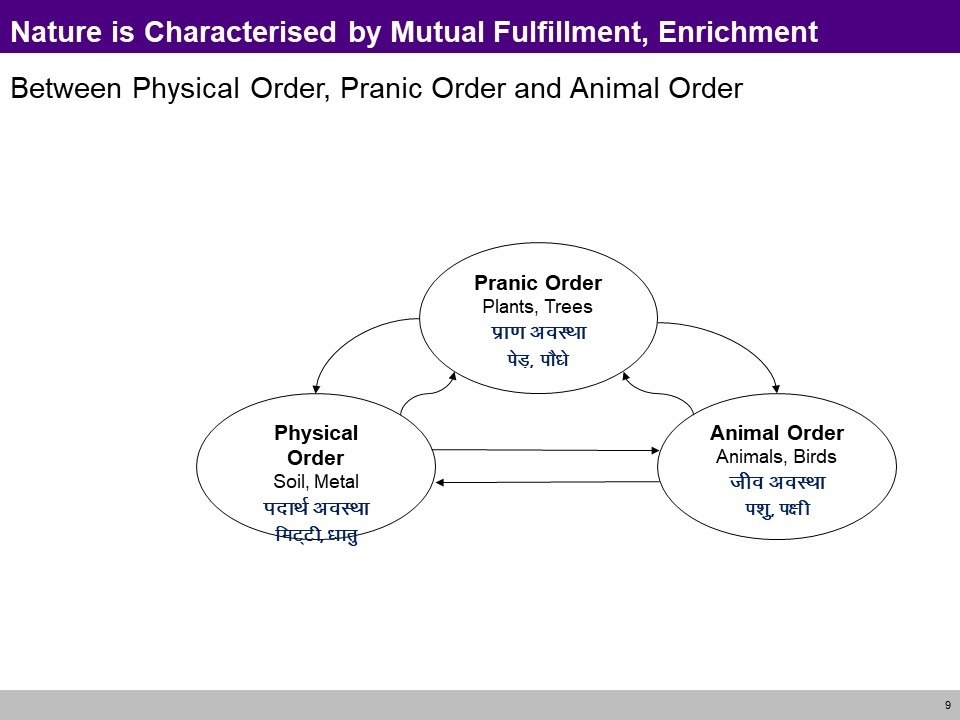 Nature is Characterised by Mutual Fulfillment, Enrichment
Between Physical Order, Pranic Order and Animal Order
Pranic Order
Plants, Trees
प्राण अवस्था
पेड़, पौधे
Physical
Order
Soil, Metal
पदार्थ अवस्था
मिट्टी, धातु
Animal Order
Animals, Birds
जीव अवस्था
पशु, पक्षी
9